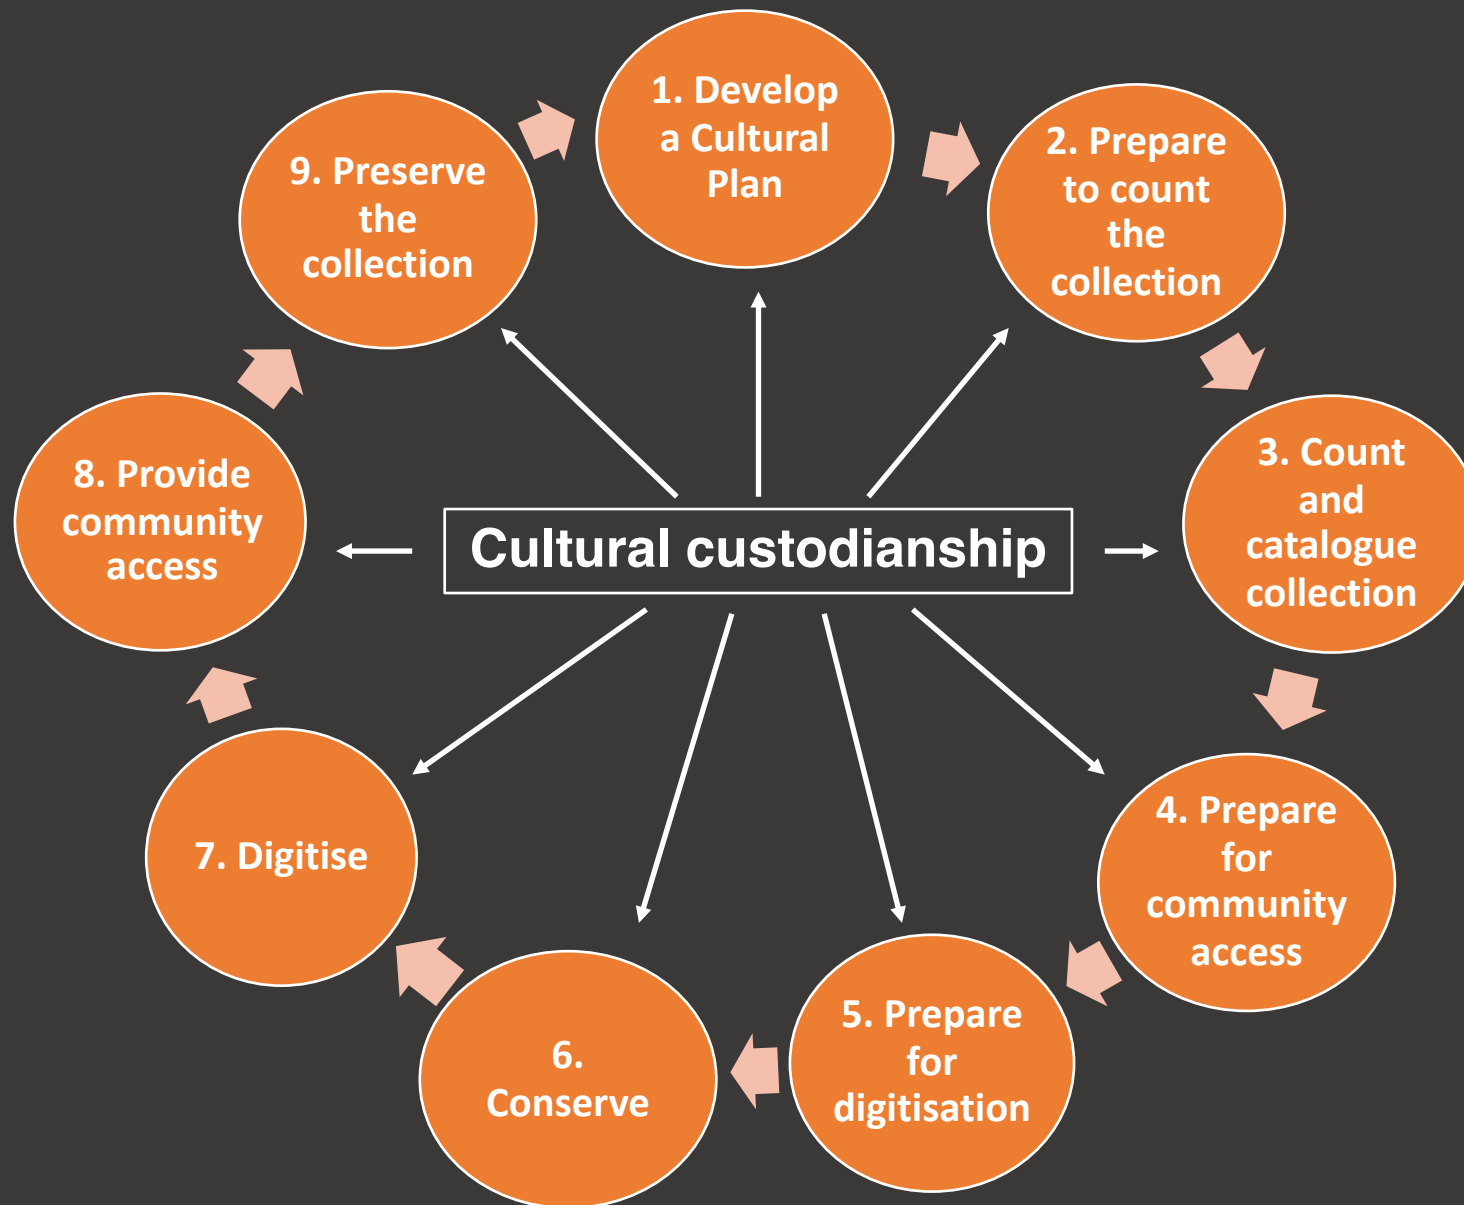 1. Develop
a Cultural
Plan
2. Prepare
to count
the
collection
3. Count
and
catalogue
collection
4. Prepare
for
community
access
5. Prepare
for
digitisation
6.
Conserve
7. Digitise
8. Provide
community
access
9. Preserve
the
collection
Cultural custodianship